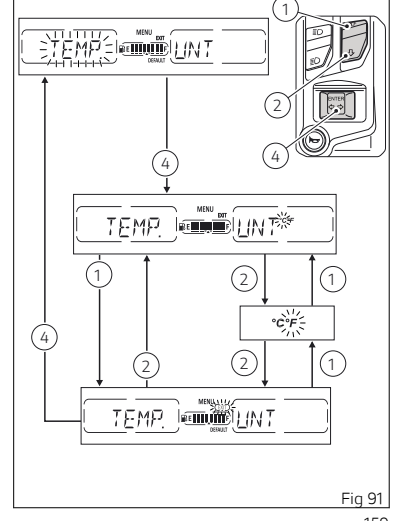 1
MENU
EXIT
TEMP. E F UNT
DEFAULT
2
ENTER
4
4
MENU
EXIT
TEMP. E F UNT °C°F
1
2
1
°C°F
4
2
2
1
MENU
TEMP. E F UNT
DEFAULT
Fig 91